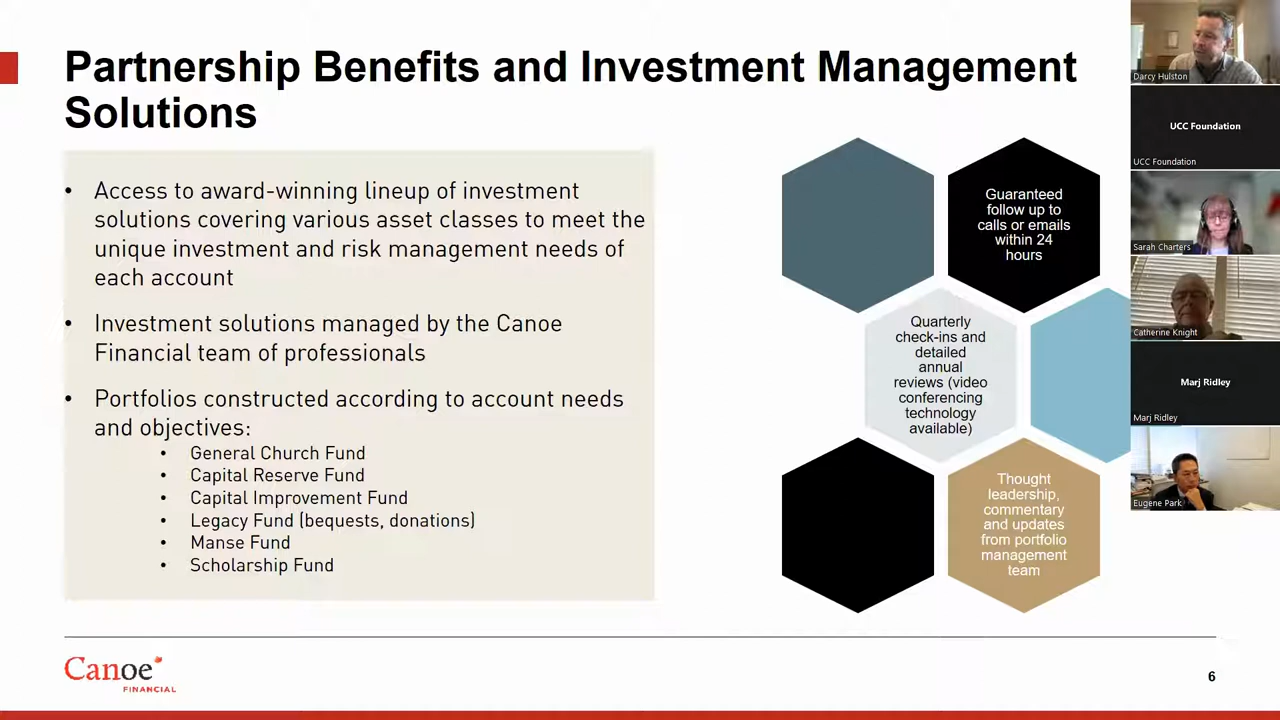 Partnership Benefits and Investment Management
Solutions
• Access to award-winning lineup of investment
solutions covering various asset classes to meet the
unique investment and risk management needs of
each account
• Investment solutions managed by the Canoe
Financial team of professionals
• Portfolios constructed according to account needs
and objectives:
• General Church Fund
• Capital Reserve Fund
• Capital Improvement Fund
• Legacy Fund (bequests, donations)
• Manse Fund
• Scholarship Fund
Guaranteed
follow up to
calls or emails
within 24
hours
Quarterly
check-ins and
detailed
annual
reviews (video
conferencing
technology
available)
Thought
leadership,
commentary
and updates
from portfolio
management
team
Canoe
FINANCIAL
6
Darcy Hulston
UCC Foundation
UCC Foundation
Sarah Charters
Catherine Knight
Marj Ridley
Marj Ridley
Eugene Park